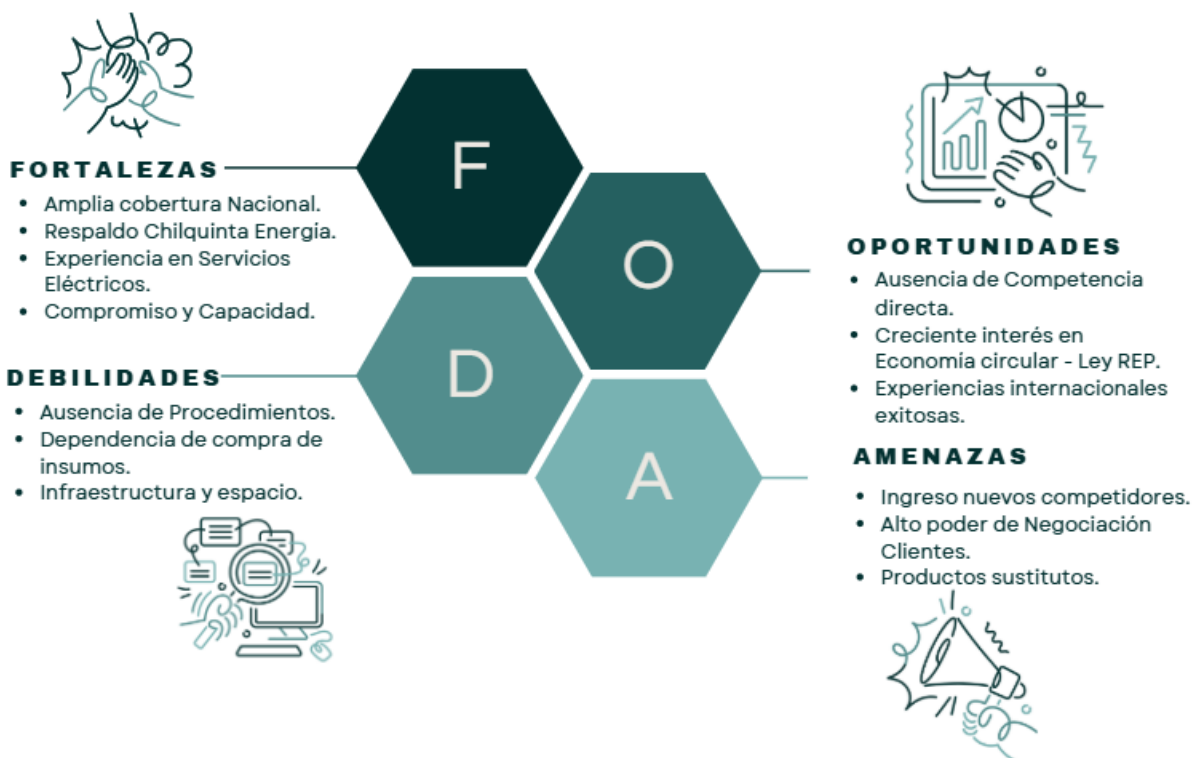 FORTALEZAS
• Amplia cobertura Nacional.
• Respaldo Chilquinta Energía.
• Experiencia en Servicios
Eléctricos.
• Compromiso y Capacidad.
DEBILIDADES
• Ausencia de Procedimientos.
• Dependencia de compra de
insumos.
• Infraestructura y espacio.
F
O
D
A
OPORTUNIDADES
• Ausencia de Competencia
directa.
• Creciente interés en
Economía circular - Ley REP.
• Experiencias internacionales
exitosas.
AMENAZAS
• Ingreso nuevos competidores.
• Alto poder de Negociación
Clientes.
• Productos sustitutos.